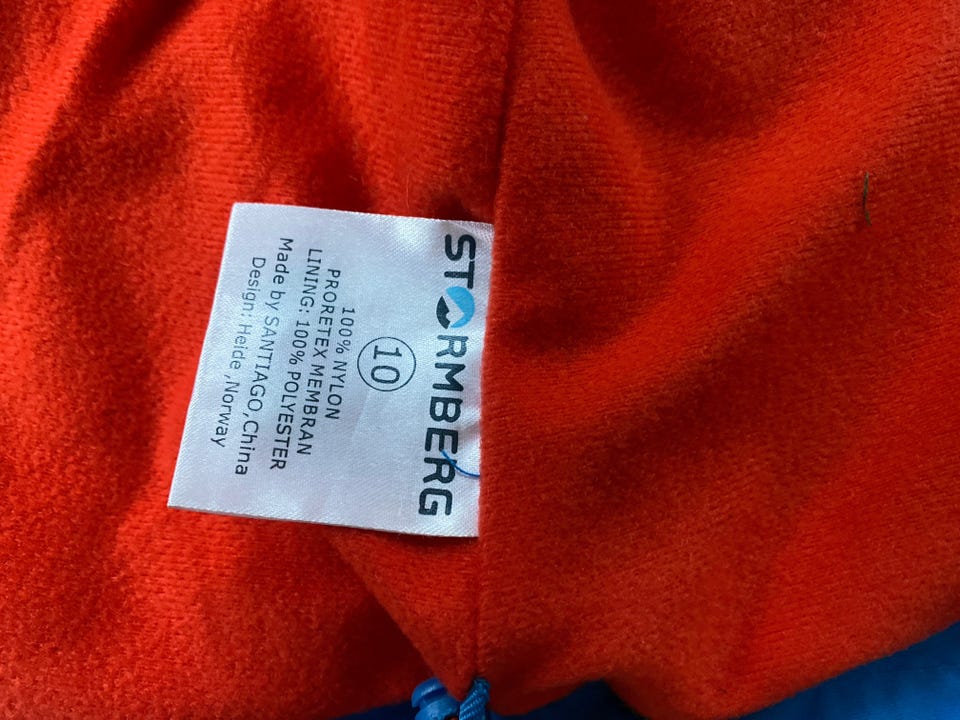 STORMBERG
10
100% NYLON
PRORETEX MEMBRAN
LINING: 100% POLYESTER
Made by SANTIAGO,China
Design: Heide ,Norway